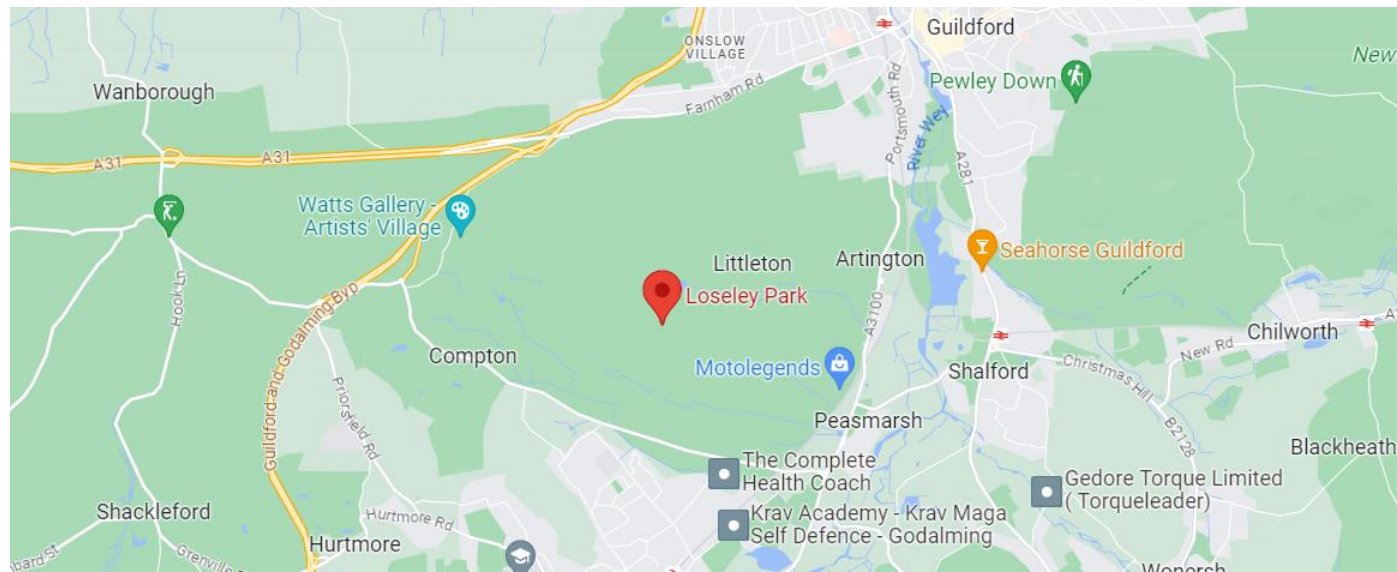 Guildford
ONSLOW
VILLAGE
New
Pewley Down
Wanborough
Farnham Rd
Portsmouth Rd
River Wey
A31
A31
A281
Watts Gallery -
Artists' Village
Seahorse Guildford
Littleton
Artington
Loseley Park
Hook Ln
Guildford and Godalming Byp
A3100
Chilworth
New Rd
Compton
Motolegends
Shalford
Christmas Hill
Priorsfield Rd
Peasmarsh
B2128
Blackheath
The Complete
Health Coach
Gedore Torque Limited
( Torqueleader)
Shackleford
Hurtmore Rd
Krav Academy - Krav Maga
Self Defence - Godalming
Hurtmore
Wonersh